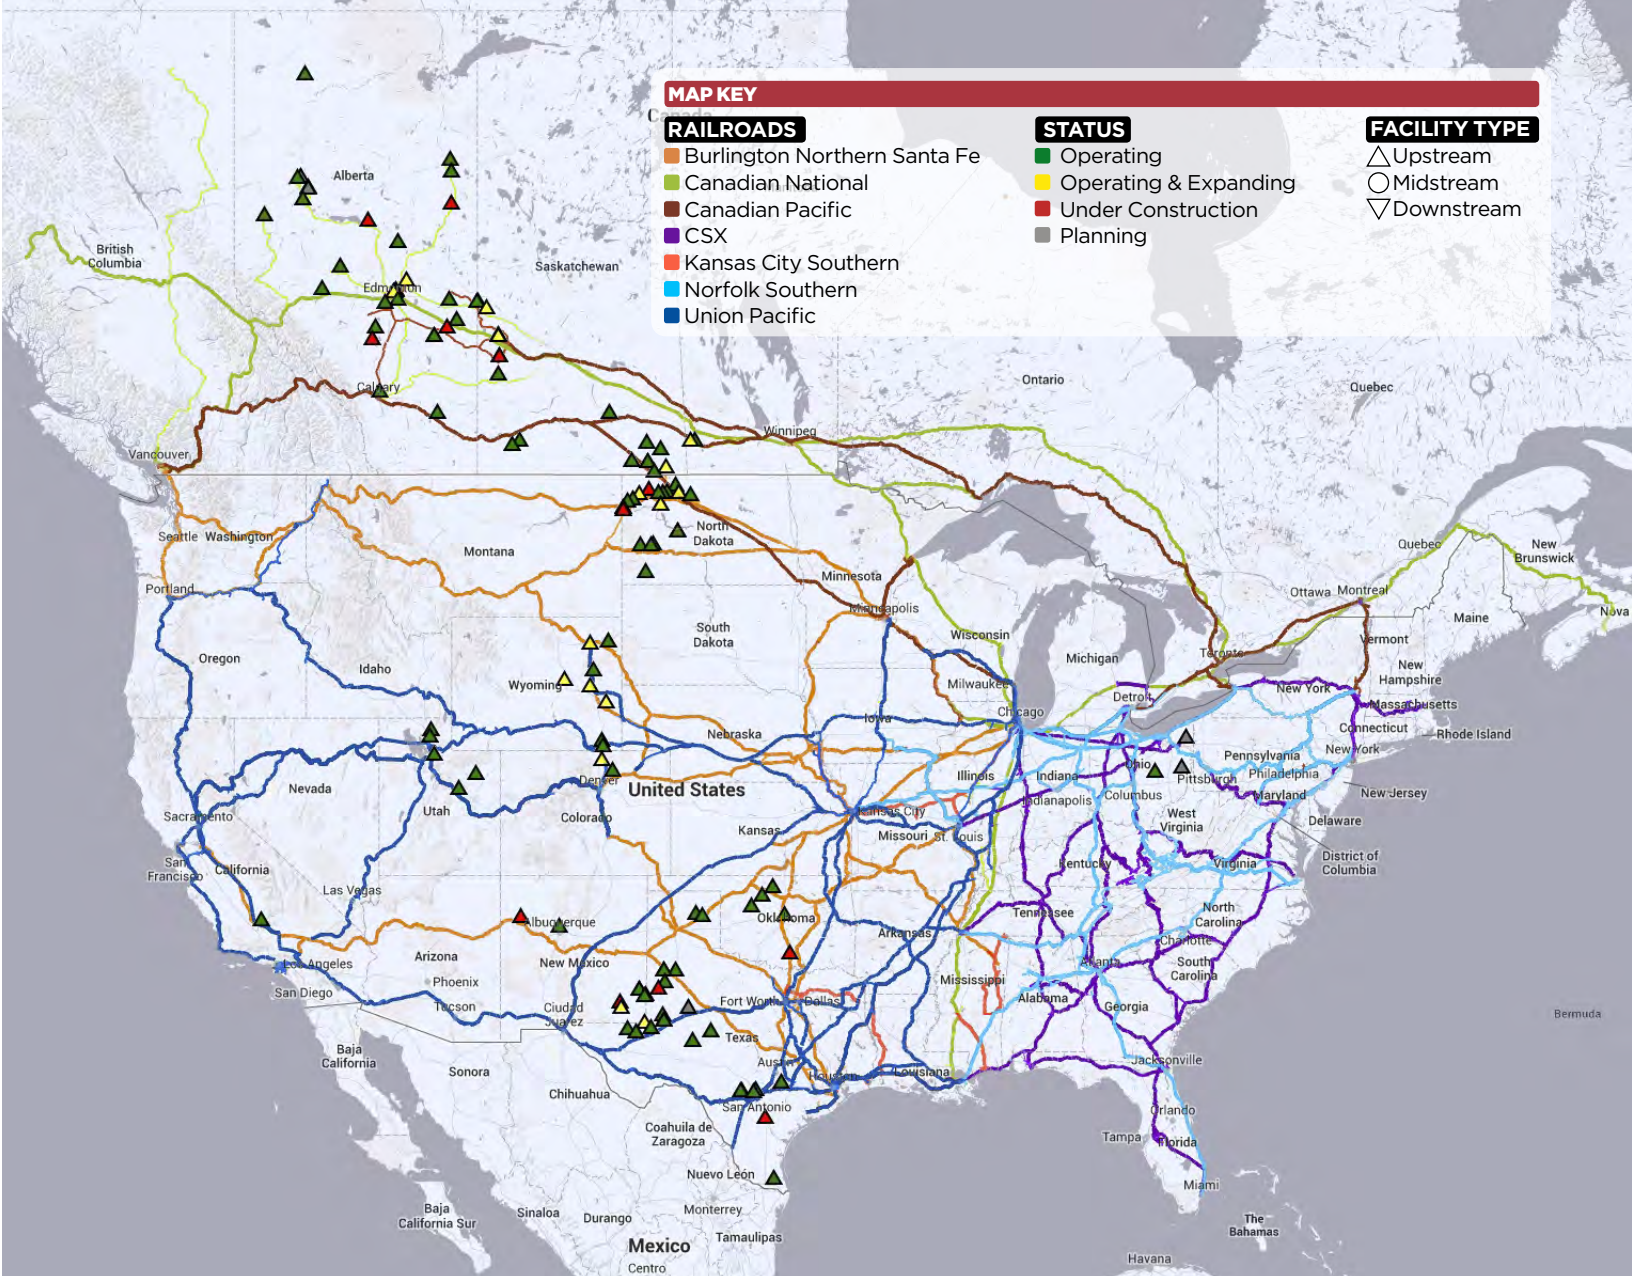 MAP KEY
Canada
RAILROADS
Burlington Northern Santa Fe
Canadian National
Canadian Pacific
CSX
Kansas City Southern
Norfolk Southern
Union Pacific
STATUS
Operating
Operating & Expanding
Under Construction
Planning
FACILITY TYPE
Upstream
Midstream
Downstream
Alberta
British
Columbia
Saskatchewan
Edmonton
Calgary
Ontario
Quebec
Winnipeg
Vancouver
Seattle
Washington
Montana
North
Dakota
Minnesota
Quebec
New
Brunswick
Portland
Ottawa
Montreal
Nova
Minneapolis
South
Dakota
Wisconsin
Maine
Vermont
Toronto
Michigan
Oregon
Idaho
Wyoming
Milwaukee
New
Hampshire
New York
Detroit
Massachusetts
Chicago
Iowa
Connecticut
Rhode Island
Nebraska
New York
Pennsylvania
Ohio
Illinois
Indiana
Pittsburgh
Philadelphia
Denver
United States
Nevada
Utah
Colorado
Indianapolis
Columbus
Maryland
New Jersey
Sacramento
Kansas City
Kansas
Missouri
St. Louis
West
Virginia
Delaware
San
Francisco
California
Kentucky
Virginia
District of
Columbia
Las Vegas
Albuquerque
Oklahoma
Tennessee
North
Carolina
Arkansas
Charlotte
Los Angeles
Arizona
New Mexico
Atlanta
South
Carolina
Phoenix
Mississippi
San Diego
Tucson
Ciudad
Juarez
Fort Worth
Dallas
Alabama
Georgia
Bermuda
Texas
Baja
California
Sonora
Austin
Houston
Louisiana
Jacksonville
Chihuahua
San Antonio
Orlando
Coahuila de
Zaragoza
Tampa
Florida
Nuevo León
Miami
Baja
California Sur
Sinaloa
Durango
Monterrey
The
Bahamas
Tamaulipas
Mexico
Centro
Havana